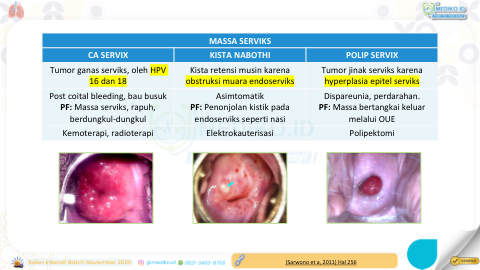 MEDIKO.ID
MASSA SERVIKS
CA SERVIX
KISTA NABOTHI
POLIP SERVIX
Tumor ganas serviks, oleh HPV
16 dan 18
Kista retensi musin karena
obstruksi muara endoserviks
Tumor jinak serviks karena
hyperplasia epitel serviks
Post coital bleeding, bau busuk
PF: Massa serviks, rapuh,
berdungkul-dungkul
Asimtomatik
PF: Penonjolan kistik pada
endoserviks seperti nasi
Dispareunia, perdarahan.
PF: Massa bertangkai keluar
melalui OUE
Kemoterapi, radioterapi
Elektrokauterisasi
Polipektomi
(Sarwono et a, 2011) Hal 256